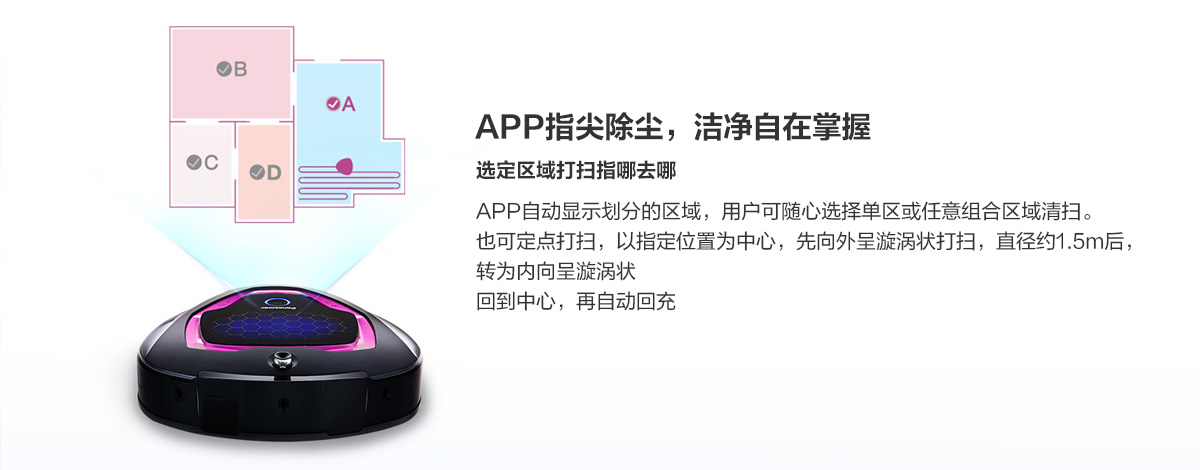 B
A
C
D
APP指尖除尘，洁净自在掌握
选定区域打扫指哪去哪
APP自动显示划分的区域，用户可随心选择单区或任意组合区域清扫。
也可定点打扫，以指定位置为中心，先向外呈漩涡状打扫，直径约1.5m后，
转为内向呈漩涡状
回到中心，再自动回充
Panasonic